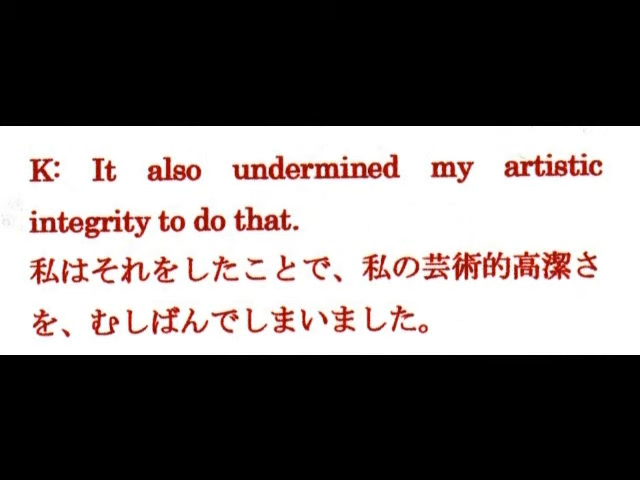 K: It also undermined my artistic
integrity to do that.
私はそれをしたことで、私の芸術的高潔さ
を、むしばんでしまいました。